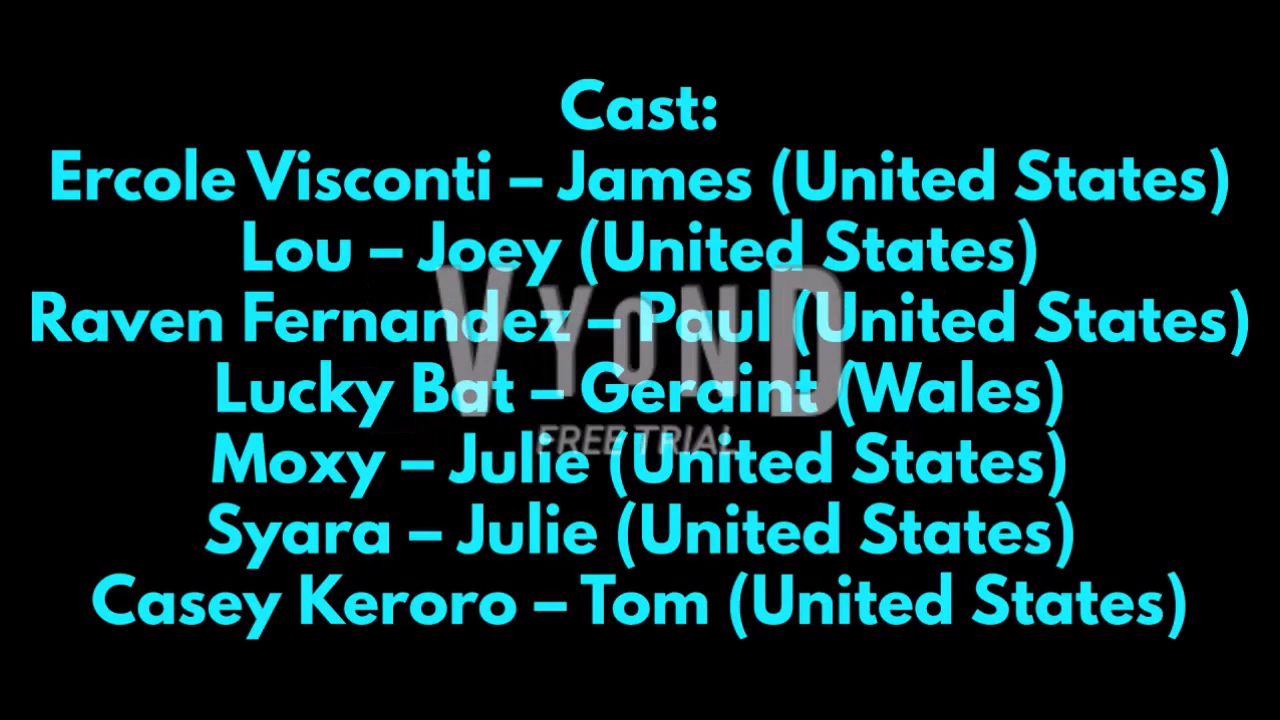 Cast:
Ercole Visconti – James (United States)
Lou – Joey (United States)
Raven Fernandez – Paul (United States)
Lucky Bat – Geraint (Wales)
Moxy – Julie (United States)
Syara – Julie (United States)
Casey Keroro – Tom (United States)
VYOND
FREE TRIAL